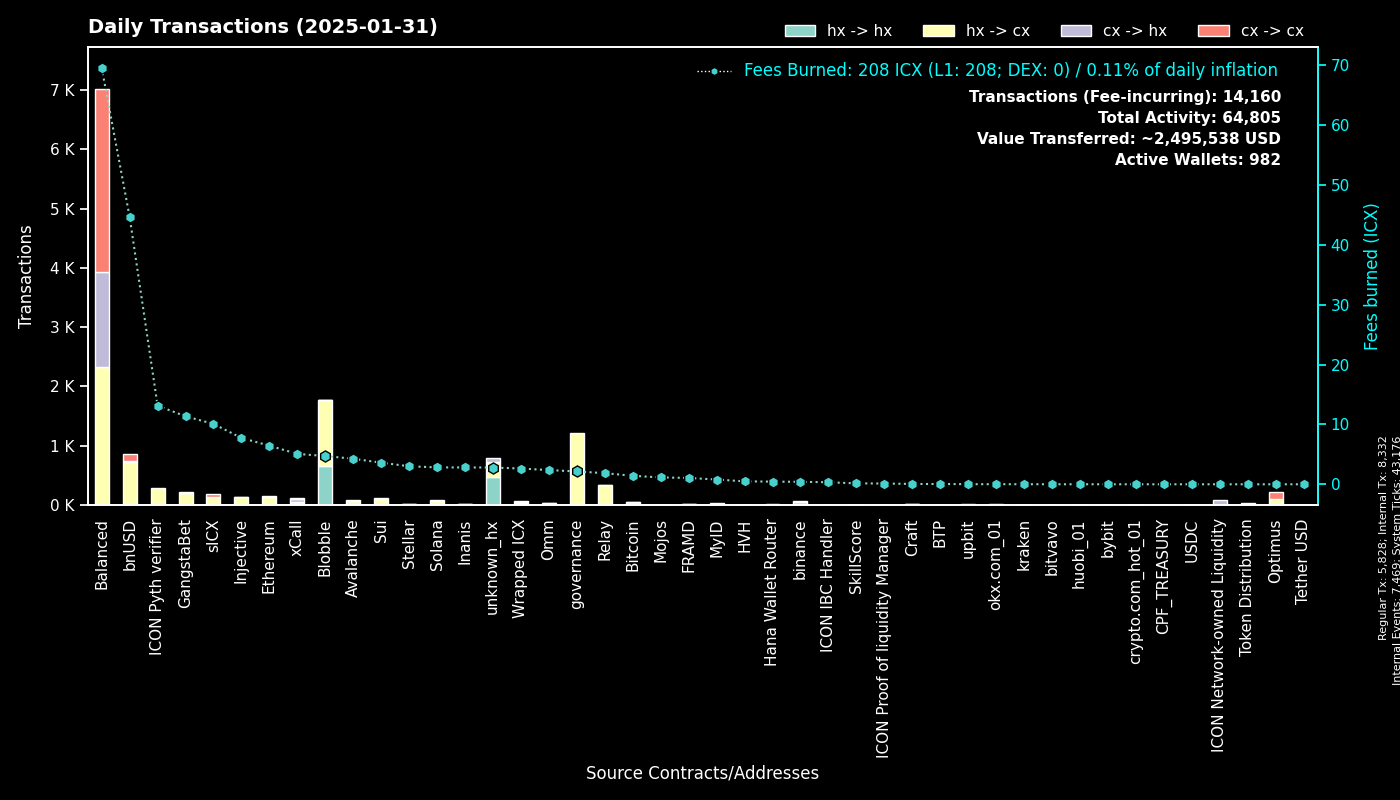 Daily Transactions (2025-01-31)
hx -> hx
hx -> cx
cx -> hx
cx -> cx
Fees Burned: 208 ICX (L1: 208; DEX: 0) / 0.11% of daily inflation
Transactions (Fee-incurring): 14,160
Total Activity: 64,805
Value Transferred: ~2,495,538 USD
Active Wallets: 982
Transactions
7 K
6 K
5 K
4 K
3 K
2 K
1 K
0 K
70
60
50
40
30
20
10
0
Fees burned (ICX)
Balanced
bnUSD
ICON Pyth verifier
GangstaBet
sICX
Injective
Ethereum
xCall
Blobble
Avalanche
Sui
Stellar
Solana
Inanis
unknown_hx
Wrapped ICX
Omm
governance
Relay
Bitcoin
Mojos
FRAMD
MyID
HVH
Hana Wallet Router
binance
ICON IBC Handler
SkillScore
ICON Proof of liquidity Manager
Craft
BTP
upbit
okx.com_01
kraken
bitvavo
huobi_01
bybit
crypto.com_hot_01
CPF_TREASURY
USDC
ICON Network-owned Liquidity
Token Distribution
Optimus
Tether USD
Source Contracts/Addresses
Regular Tx: 5,828; Internal Tx: 8,332
Internal Events: 7,469; System Ticks: 43,176